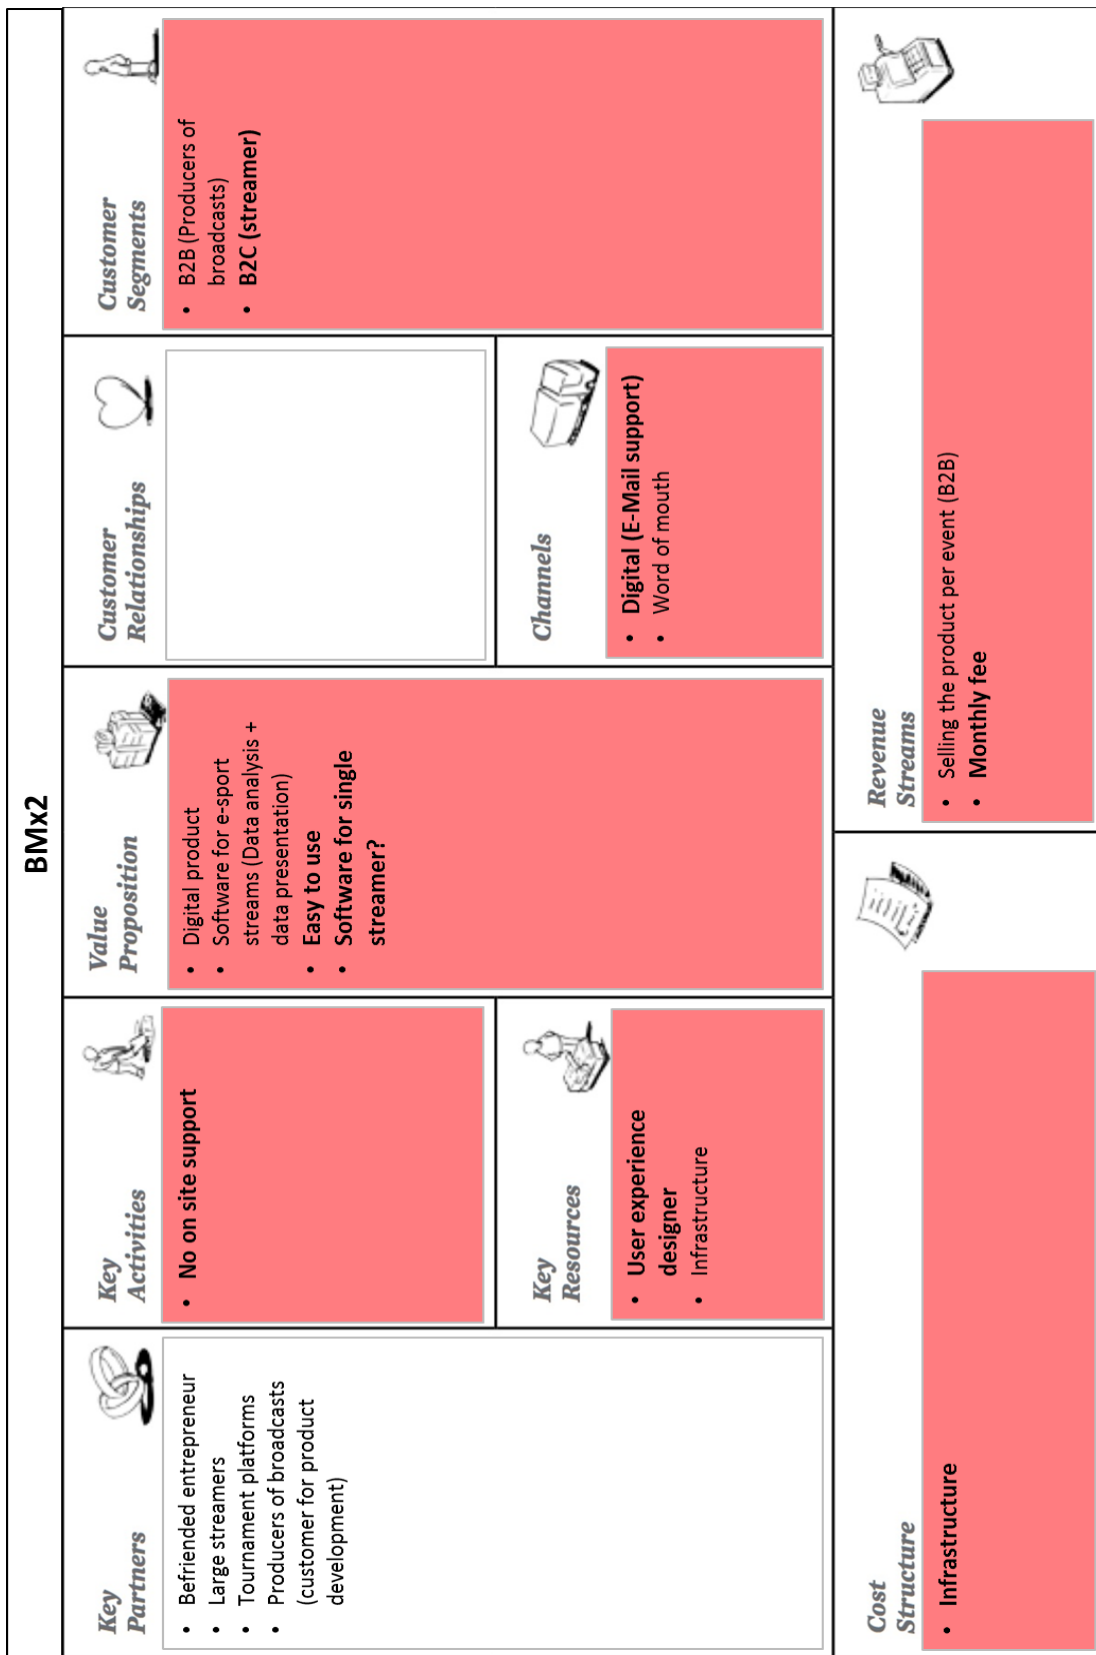 BMx2
Key
Partners
• Befriended entrepreneur
• Large streamers
• Tournament platforms
• Producers of broadcasts
(customer for product
development)
Key
Activities
• No on site support
Key
Resources
• User experience
designer
• Infrastructure
Value
Proposition
• Digital product
• Software for e-sport
streams (Data analysis +
data presentation)
• Easy to use
• Software for single
streamer?
Customer
Relationships
Channels
• Digital (E-Mail support)
• Word of mouth
Customer
Segments
• B2B (Producers of
broadcasts)
• B2C (streamer)
Cost
Structure
• Infrastructure
Revenue
Streams
• Selling the product per event (B2B)
• Monthly fee